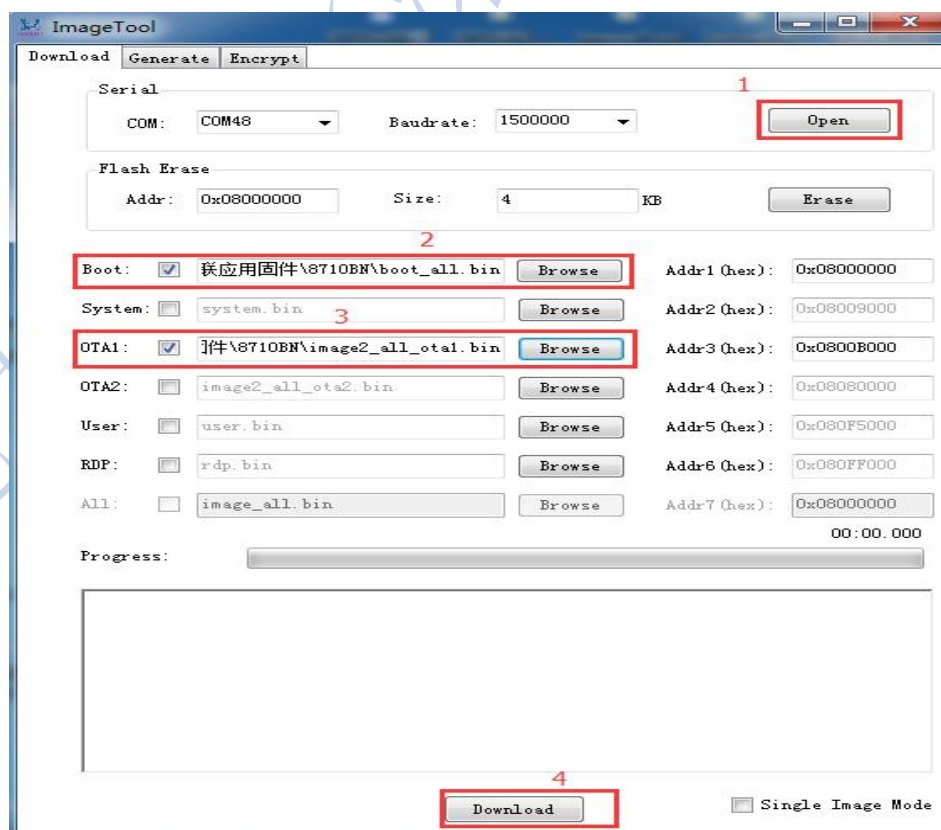 ImageTool
Download Generate Encrypt
Serial
1
COM: COM48 Baudrate: 1500000 Open
Flash Erase
Addr: 0x08000000 Size: 4 KB Erase
2
Boot: 联应用固件\8710BN\boot_all.bin Browse Addr1(hex): 0x08000000
System: system.bin Browse Addr2(hex): 0x08009000
3
OTA1: 件\8710BN\image2_all_ota1.bin Browse Addr3(hex): 0x0800B000
OTA2: image2_all_ota2.bin Browse Addr4(hex): 0x08080000
User: user.bin Browse Addr5(hex): 0x080F5000
RDP: rdp.bin Browse Addr6(hex): 0x080FF000
All: image_all.bin Browse Addr7(hex): 0x08000000
00:00.000
Progress:
4
Download Single Image Mode